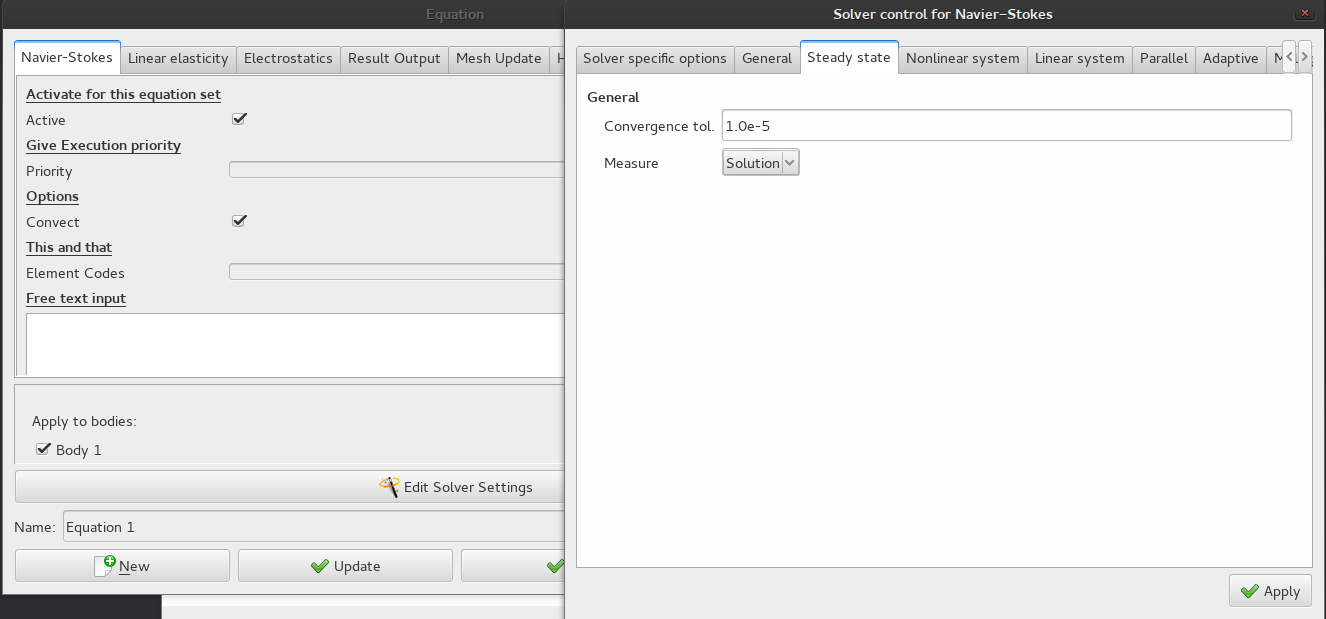 Equation
Navier-Stokes Linear elasticity Electrostatics Result Output Mesh Update
Activate for this equation set
Active
Give Execution priority
Priority
Options
Convect
This and that
Element Codes
Free text input
Apply to bodies:
Body 1
Edit Solver Settings
Name: Equation 1
New Update
Solver control for Navier–Stokes
Solver specific options General Steady state Nonlinear system Linear system Parallel Adaptive
General
Convergence tol. 1.0e-5
Measure Solution
Apply